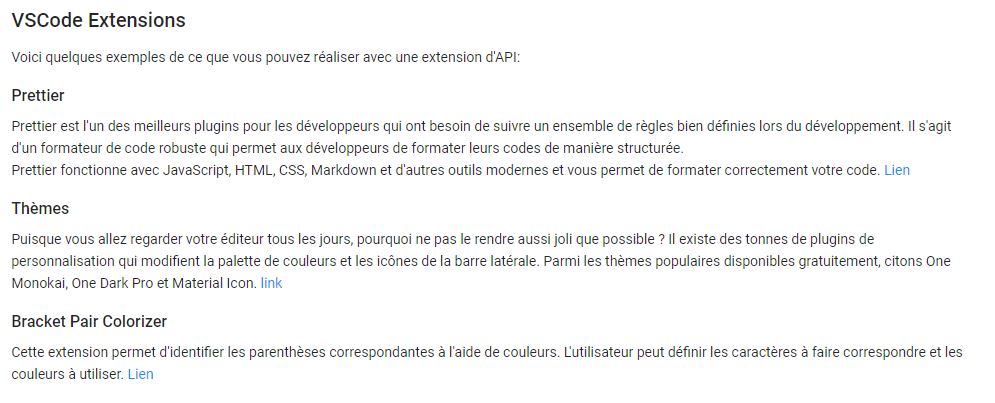 VSCode Extensions
Voici quelques exemples de ce que vous pouvez réaliser avec une extension d'API:
Prettier
Prettier est l'un des meilleurs plugins pour les développeurs qui ont besoin de suivre un ensemble de règles bien définies lors du développement. Il s'agit
d'un formateur de code robuste qui permet aux développeurs de formater leurs codes de manière structurée.
Prettier fonctionne avec JavaScript, HTML, CSS, Markdown et d'autres outils modernes et vous permet de formater correctement votre code. Lien
Thèmes
Puisque vous allez regarder votre éditeur tous les jours, pourquoi ne pas le rendre aussi joli que possible ? Il existe des tonnes de plugins de
personnalisation qui modifient la palette de couleurs et les icônes de la barre latérale. Parmi les thèmes populaires disponibles gratuitement, citons One
Monokai, One Dark Pro et Material Icon. link
Bracket Pair Colorizer
Cette extension permet d'identifier les parenthèses correspondantes à l'aide de couleurs. L'utilisateur peut définir les caractères à faire correspondre et les
couleurs à utiliser. Lien